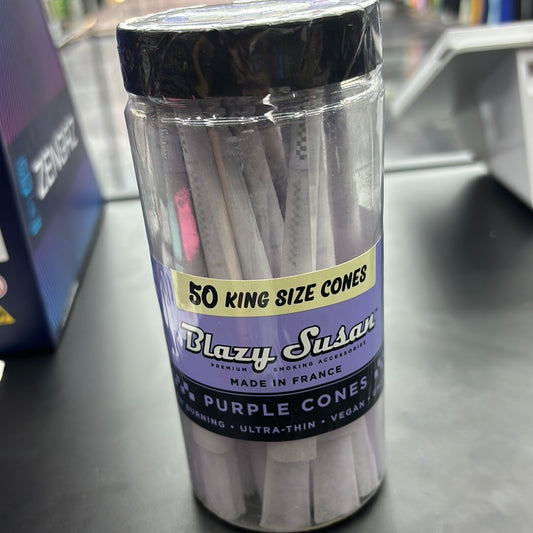 ZENGAZ
50 KING SIZE CONES
Blazy Susan
PREMIUM SMOKING ACCESSORIES
MADE IN FRANCE
PURPLE CONES
BURNING • ULTRA-THIN • VEGAN •